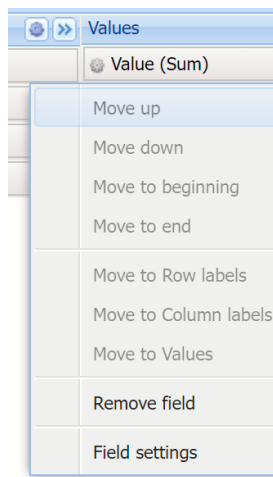 Values
Value (Sum)
Move up
Move down
Move to beginning
Move to end
Move to Row labels
Move to Column labels
Move to Values
Remove field
Field settings